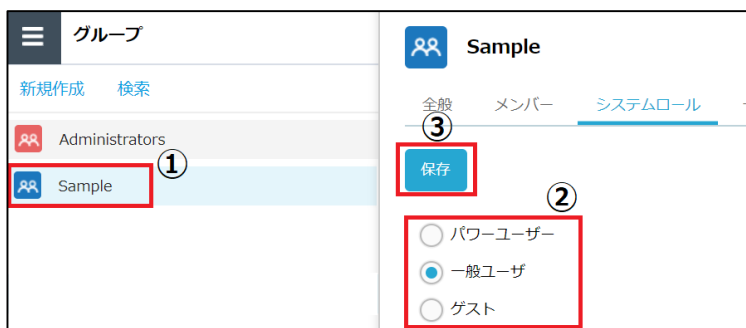 グループ
新規作成 検索
Administrators
①
Sample
Sample
全般 メンバー システムロール
③
保存
②
パワーユーザー
一般ユーザ
ゲスト